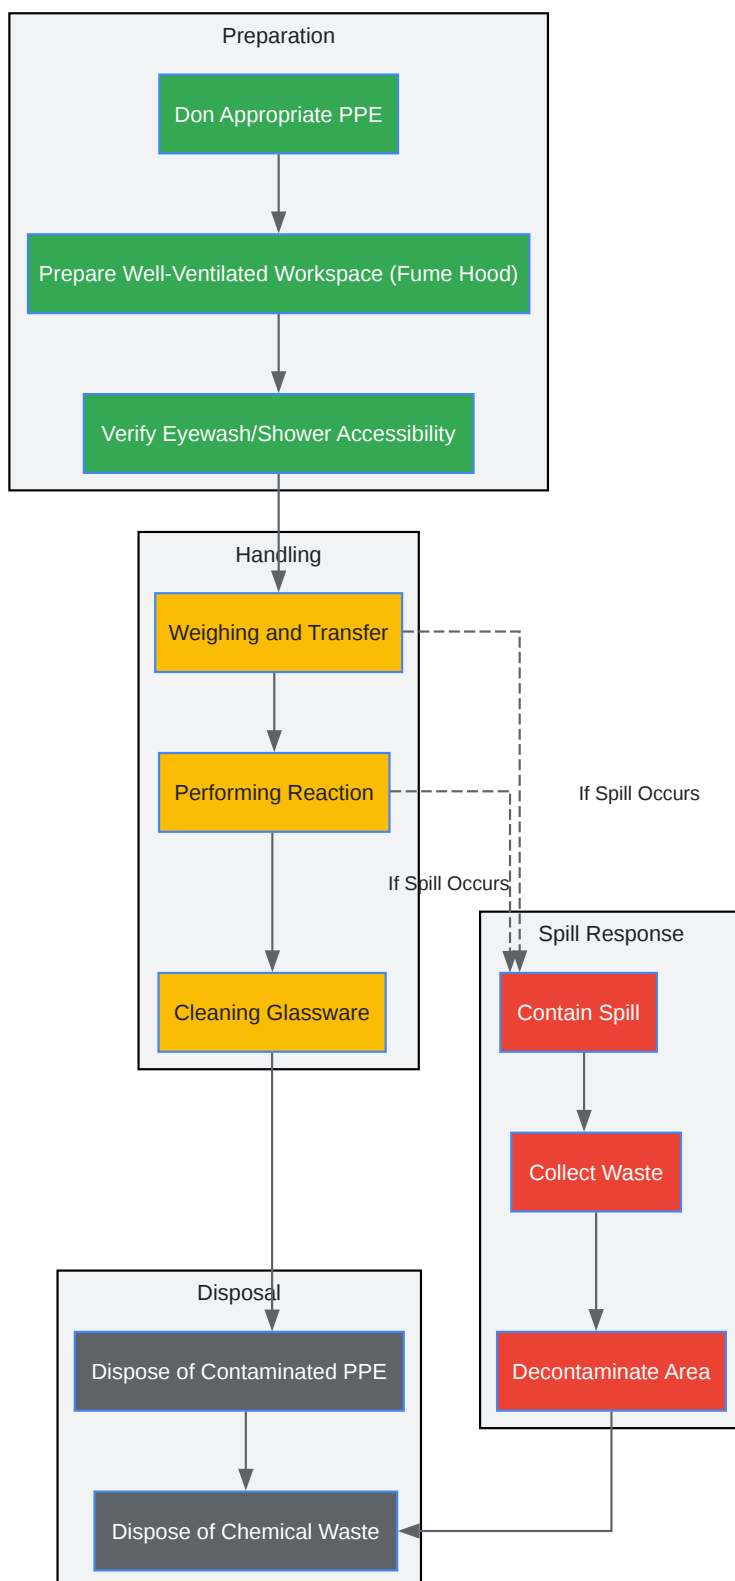 Preparation
Don Appropriate PPE
Prepare Well-Ventilated Workspace (Fume Hood)
Verify Eyewash/Shower Accessibility
Handling
Weighing and Transfer
Performing Reaction
If Spill Occurs
If Spill Occurs
Cleaning Glassware
Spill Response
Contain Spill
Collect Waste
Decontaminate Area
Disposal
Dispose of Contaminated PPE
Dispose of Chemical Waste